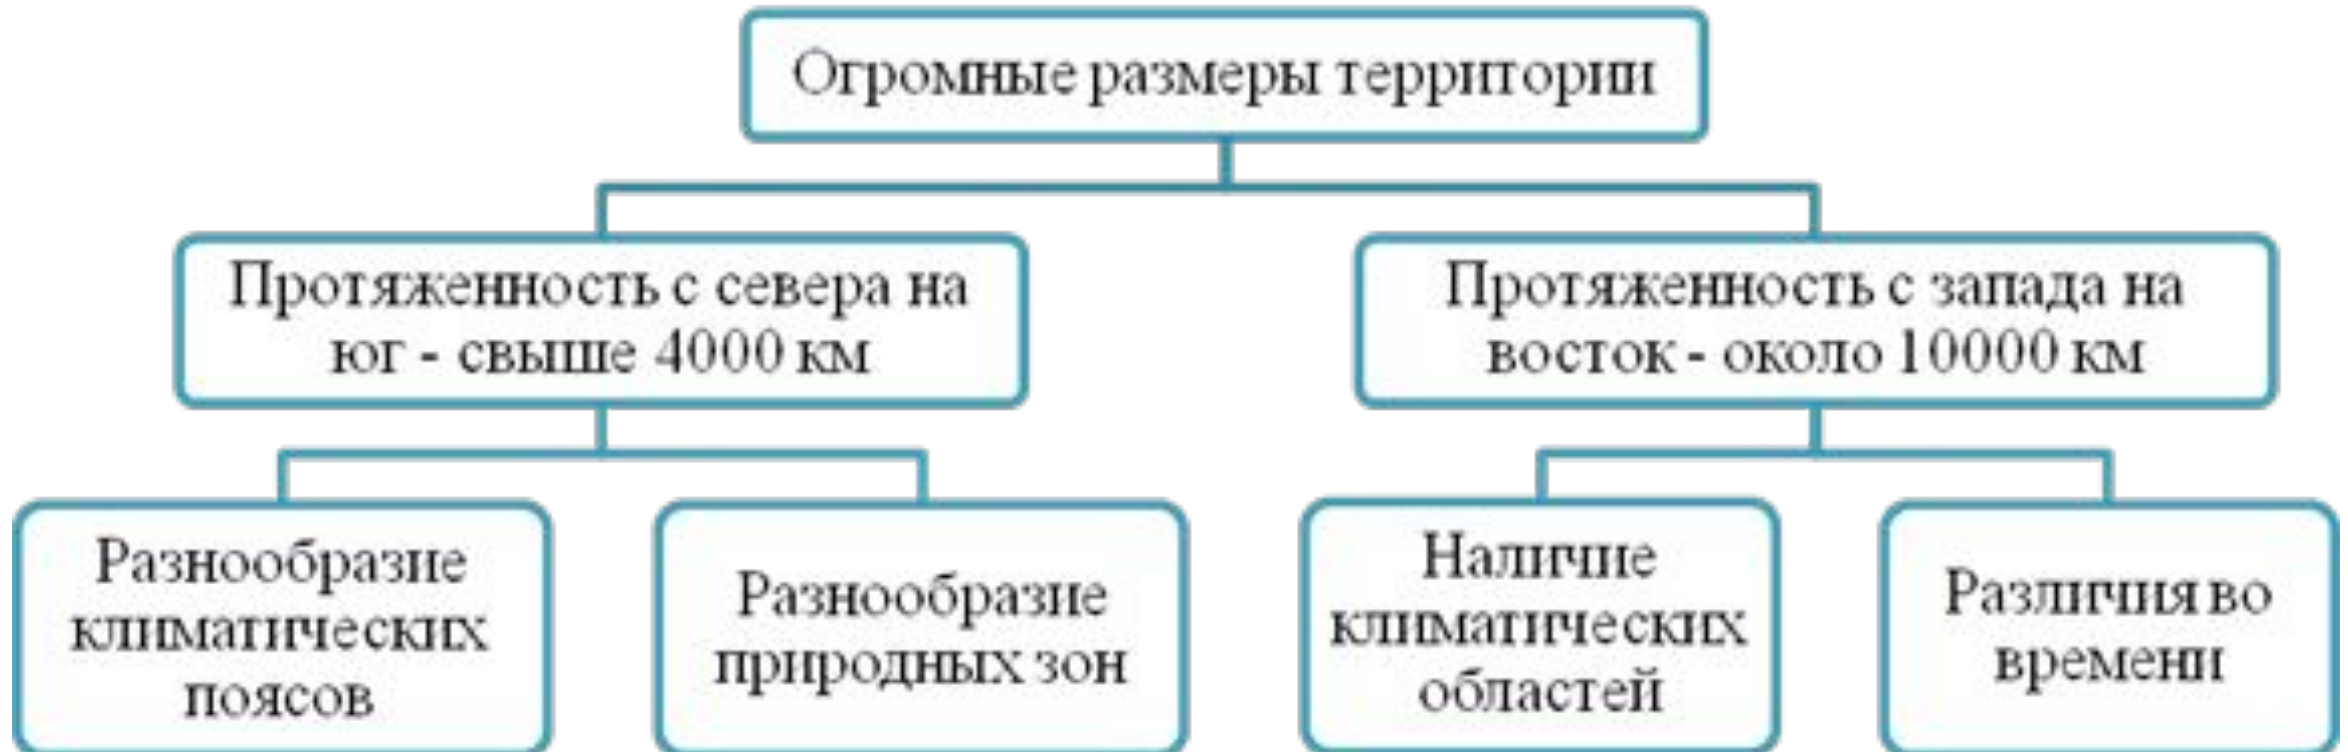 Огромные размеры территории
Протяженность с севера на
юг - свыше 4000 км
Протяженность с запада на
восток - около 10000 км
Разнообразие
климатических
поясов
Разнообразие
природных зон
Наличие
климатических
областей
Различия во
времени